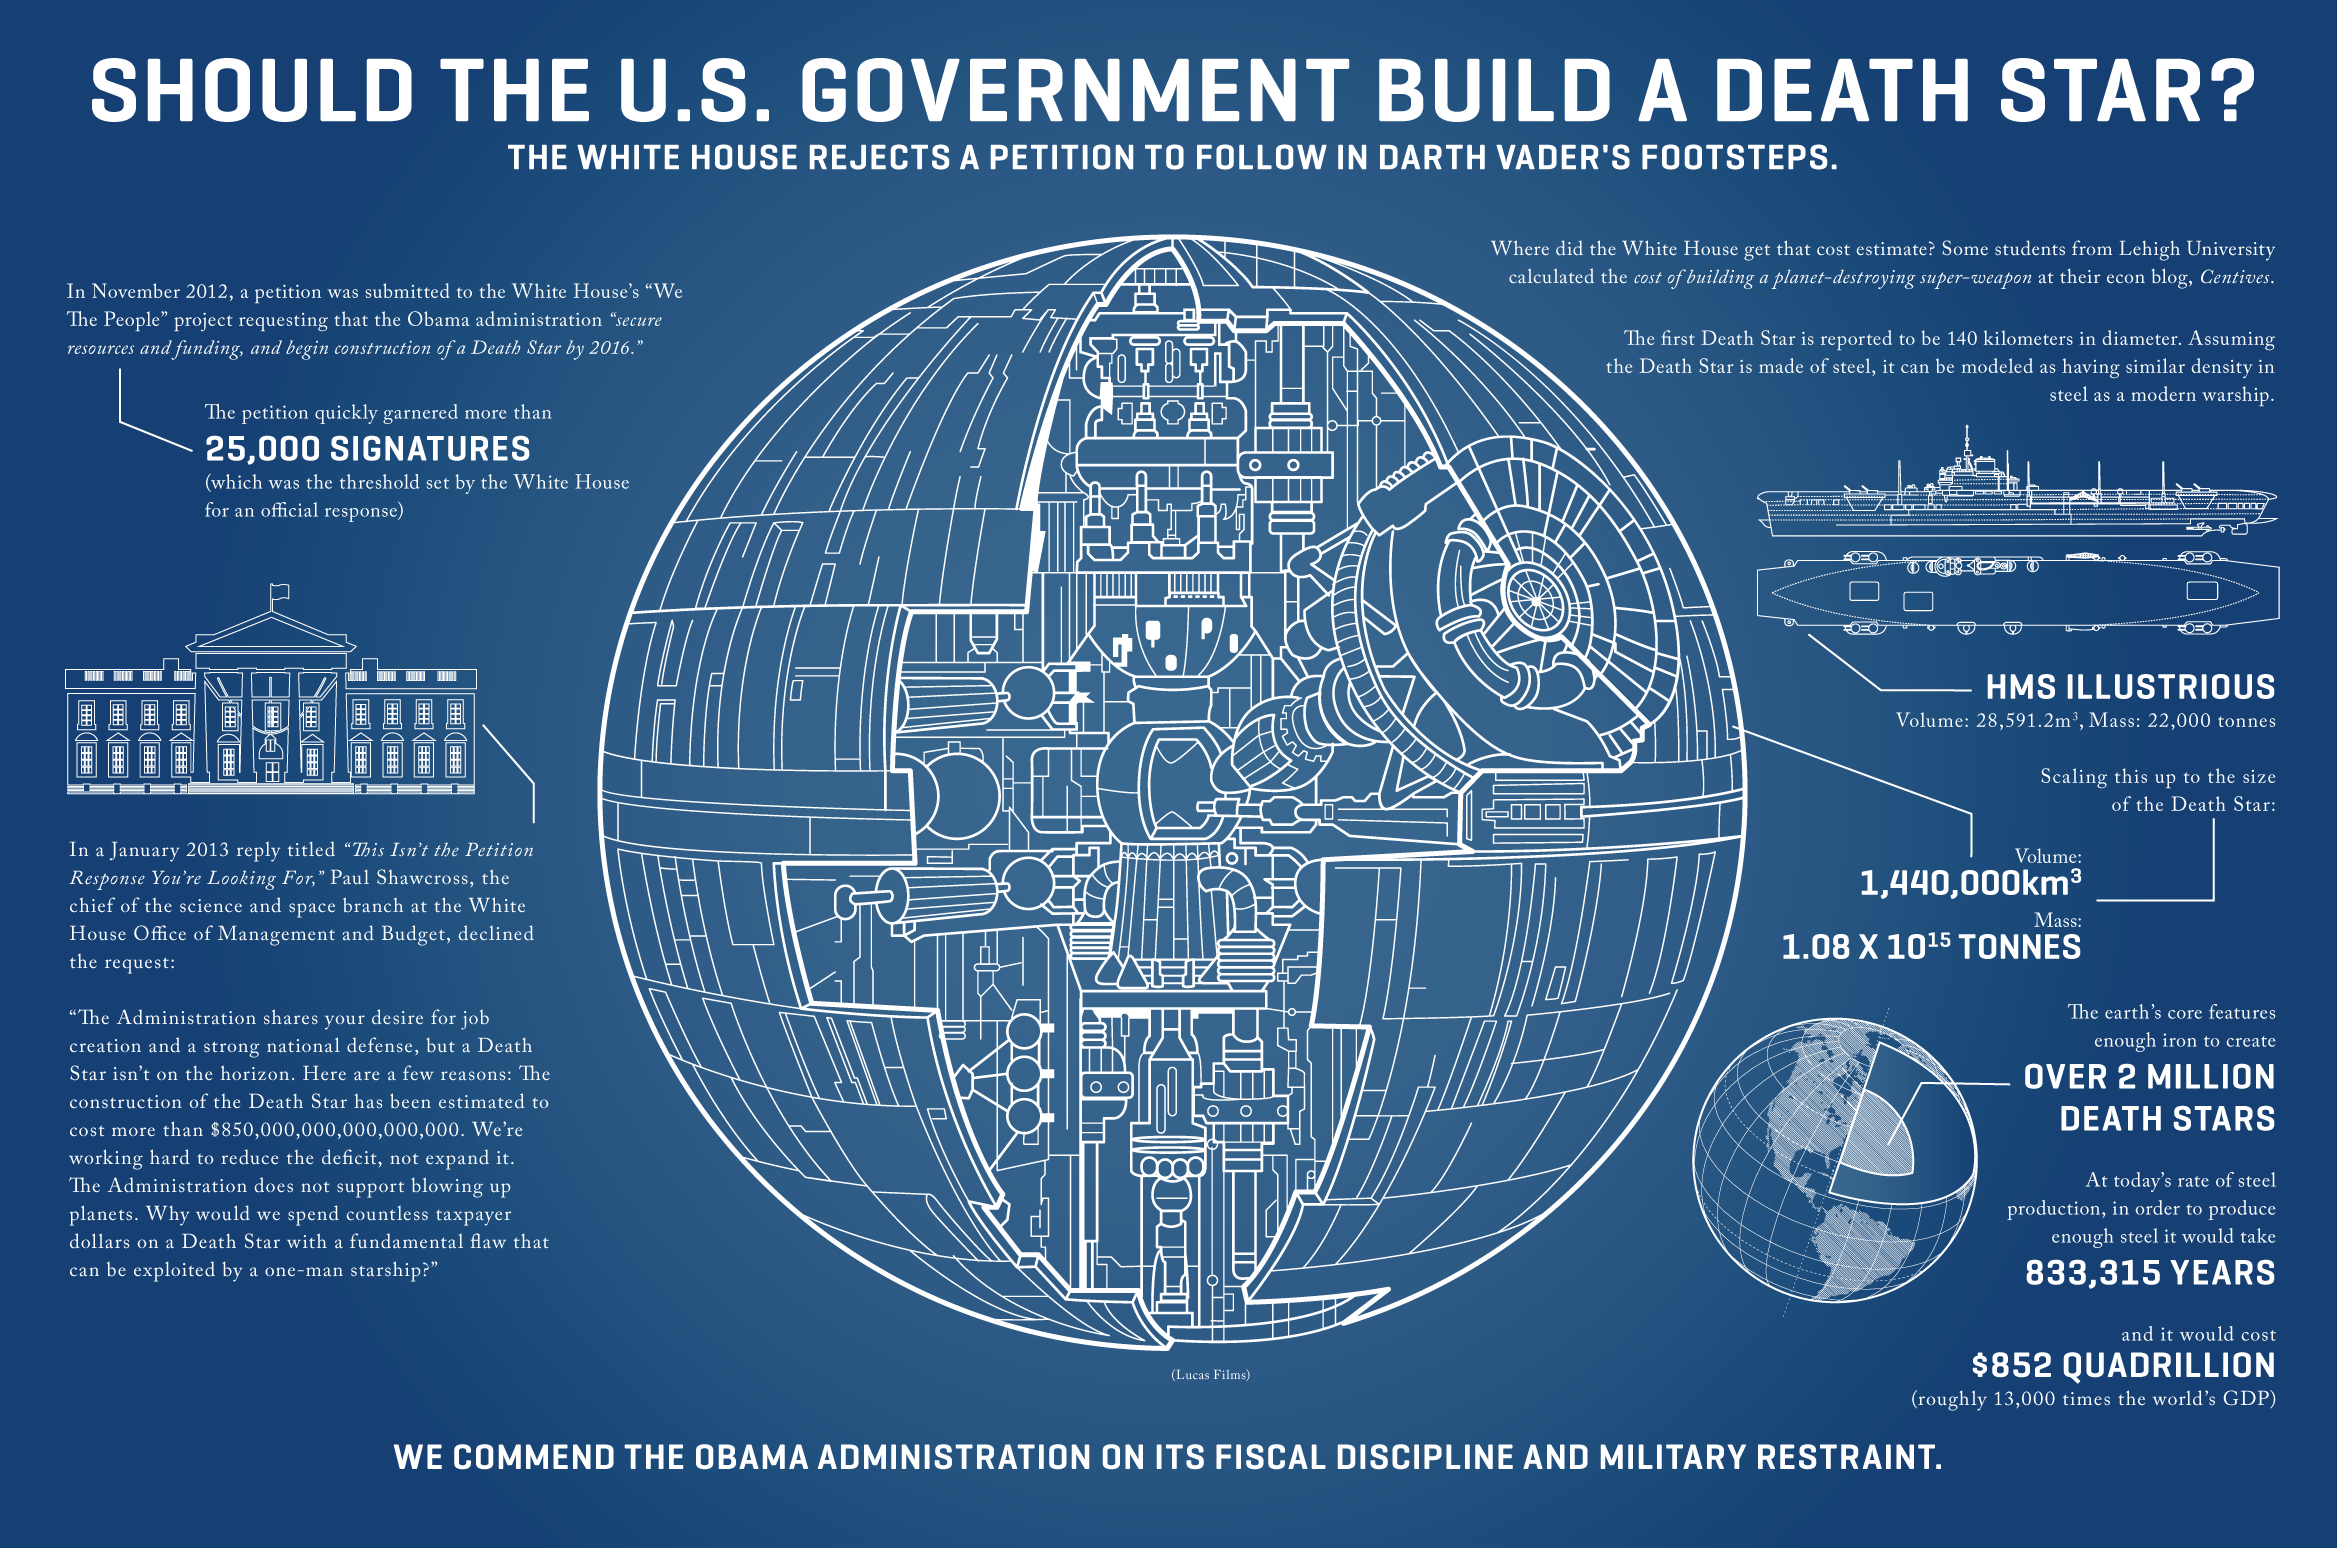 SHOULD THE U.S. GOVERNMENT BUILD A DEATH STAR?
THE WHITE HOUSE REJECTS A PETITION TO FOLLOW IN DARTH VADER'S FOOTSTEPS.
In November 2012, a petition was submitted to the White House’s “We
The People” project requesting that the Obama administration “secure
resources and funding, and begin construction of a Death Star by 2016.”
The petition quickly garnered more than
25,000 SIGNATURES
(which was the threshold set by the White House
for an official response)
In a January 2013 reply titled “This Isn’t the Petition
Response You’re Looking For,” Paul Shawcross, the
chief of the science and space branch at the White
House Office of Management and Budget, declined
the request:
“The Administration shares your desire for job
creation and a strong national defense, but a Death
Star isn’t on the horizon. Here are a few reasons: The
construction of the Death Star has been estimated to
cost more than $850,000,000,000,000,000. We’re
working hard to reduce the deficit, not expand it.
The Administration does not support blowing up
planets. Why would we spend countless taxpayer
dollars on a Death Star with a fundamental flaw that
can be exploited by a one-man starship?”
Where did the White House get that cost estimate? Some students from Lehigh University
calculated the cost of building a planet-destroying super-weapon at their econ blog, Centives.
The first Death Star is reported to be 140 kilometers in diameter. Assuming
the Death Star is made of steel, it can be modeled as having similar density in
steel as a modern warship.
HMS ILLUSTRIOUS
Volume: 28,591.2m³, Mass: 22,000 tonnes
Scaling this up to the size
of the Death Star:
Volume:
1,440,000km³
Mass:
1.08 X 10¹⁵ TONNES
The earth’s core features
enough iron to create
OVER 2 MILLION
DEATH STARS
At today’s rate of steel
production, in order to produce
enough steel it would take
833,315 YEARS
and it would cost
$852 QUADRILLION
(roughly 13,000 times the world’s GDP)
(Lucas Films)
WE COMMEND THE OBAMA ADMINISTRATION ON ITS FISCAL DISCIPLINE AND MILITARY RESTRAINT.